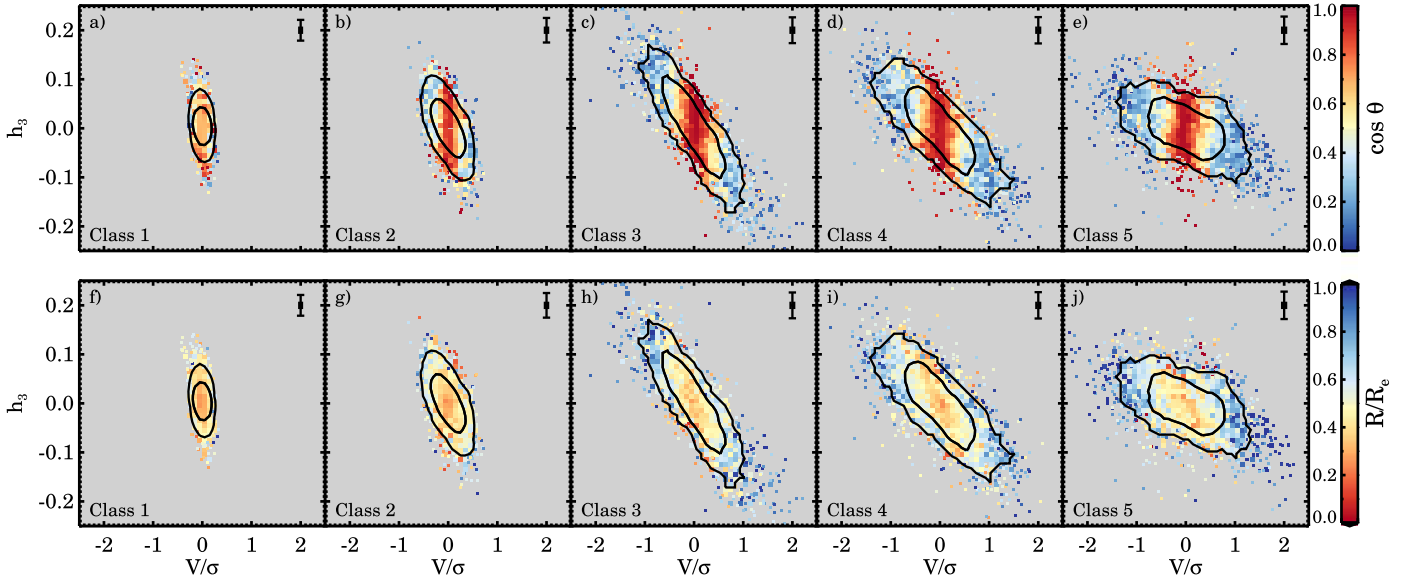 a) b) c) d) e)
0.2
0.1
0.0
-0.1
-0.2
h₃
Class 1 Class 2 Class 3 Class 4 Class 5
1.0
0.8
0.6
0.4
0.2
0.0
cos θ
f) g) h) i) j)
0.2
0.1
0.0
-0.1
-0.2
h₃
Class 1 Class 2 Class 3 Class 4 Class 5
1.0
0.8
0.6
0.4
0.2
0.0
R/Rₑ
-2 -1 0 1 2 -2 -1 0 1 2 -2 -1 0 1 2 -2 -1 0 1 2 -2 -1 0 1 2
V/σ V/σ V/σ V/σ V/σ